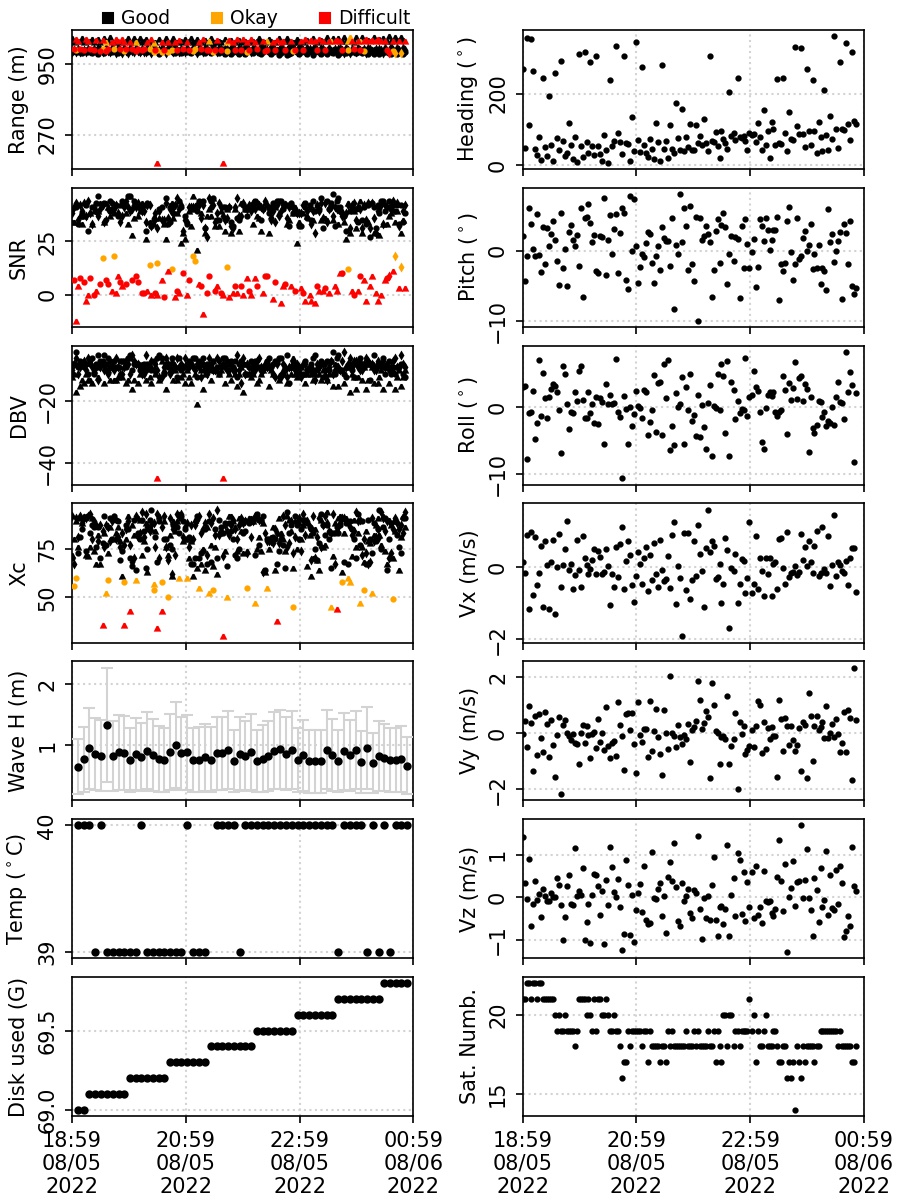 Good Okay Difficult
Range (m)
950
270
Heading (°)
200
0
SNR
25
0
Pitch (°)
0
−10
DBV
−20
−40
Roll (°)
0
−10
Xc
75
50
Vx (m/s)
0
−2
Wave H (m)
2
1
Vy (m/s)
2
0
−2
Temp (°C)
40
39
Vz (m/s)
1
0
−1
Disk used (G)
69.5
69.0
Sat. Numb.
20
15
18:59 20:59 22:59 00:59 18:59 20:59 22:59 00:59
08/05 08/05 08/05 08/06 08/05 08/05 08/05 08/06
2022 2022 2022 2022 2022 2022 2022 2022